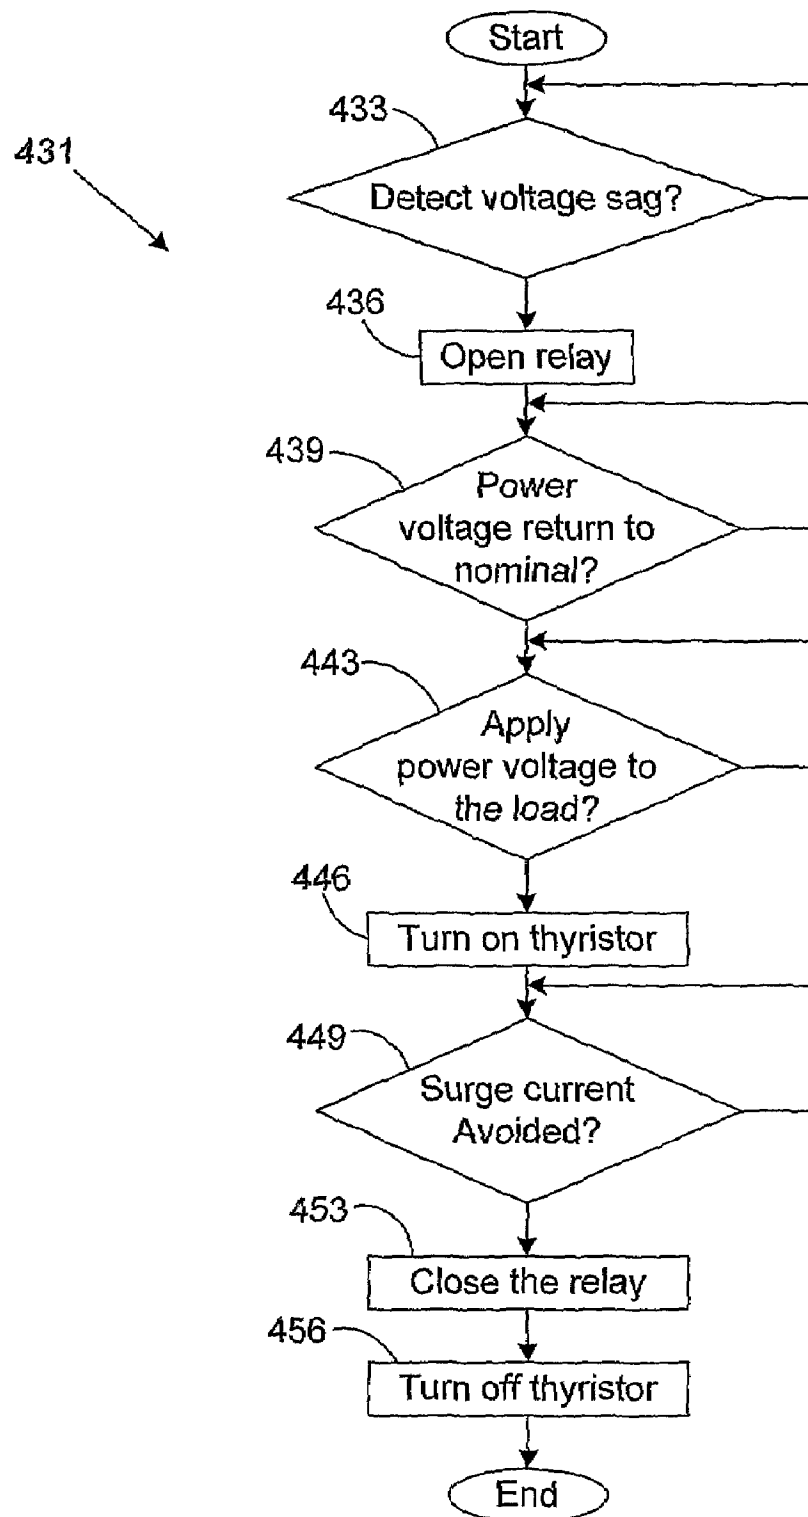 Start
433
431
Detect voltage sag?
436
Open relay
439
Power
voltage return to
nominal?
443
Apply
power voltage to
the load?
446
Turn on thyristor
449
Surge current
Avoided?
453
Close the relay
456
Turn off thyristor
End